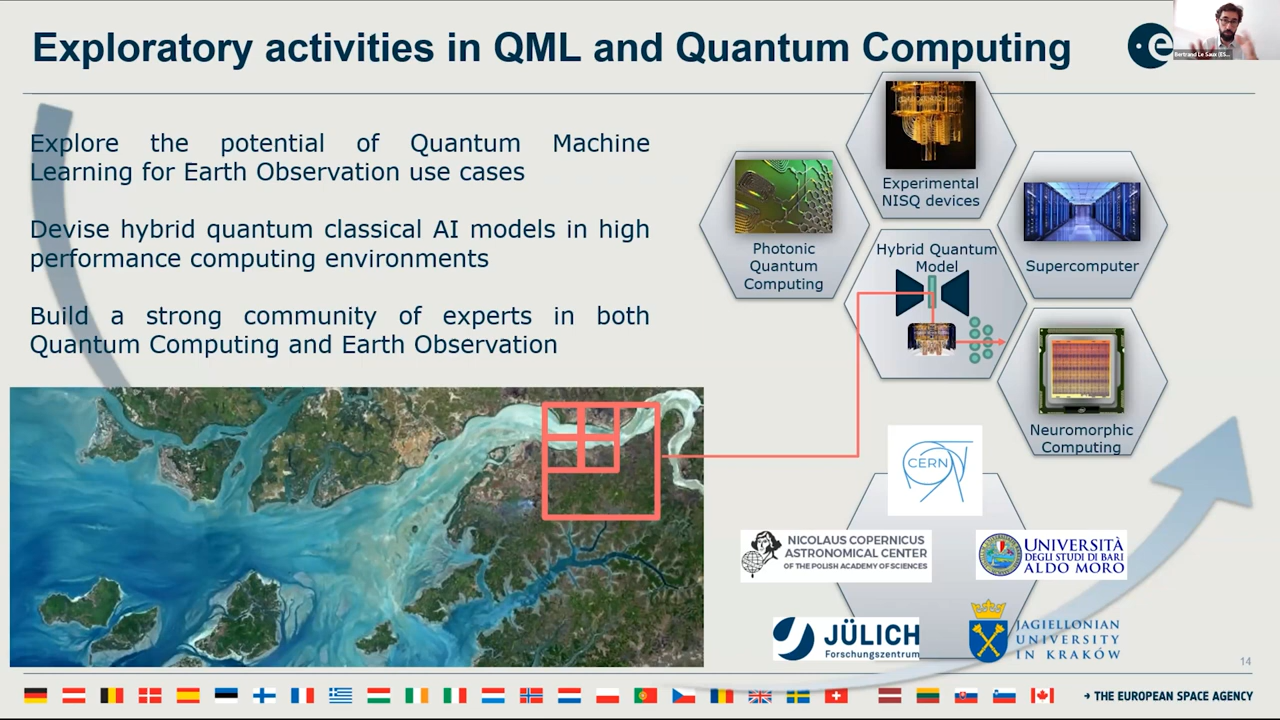 Exploratory activities in QML and Quantum Computing
Bertrand Le Saux (ES...
Explore the potential of Quantum Machine
Learning for Earth Observation use cases
Devise hybrid quantum classical AI models in high
performance computing environments
Build a strong community of experts in both
Quantum Computing and Earth Observation
Experimental
NISQ devices
Photonic
Quantum
Computing
Hybrid Quantum
Model
Supercomputer
Neuromorphic
Computing
CERN
NICOLAUS COPERNICUS
ASTRONOMICAL CENTER
OF THE POLISH ACADEMY OF SCIENCES
UNIVERSITÀ
DEGLI STUDI DI BARI
ALDO MORO
JÜLICH
Forschungszentrum
JAGIELLONIAN
UNIVERSITY
IN KRAKÓW
14
→ THE EUROPEAN SPACE AGENCY